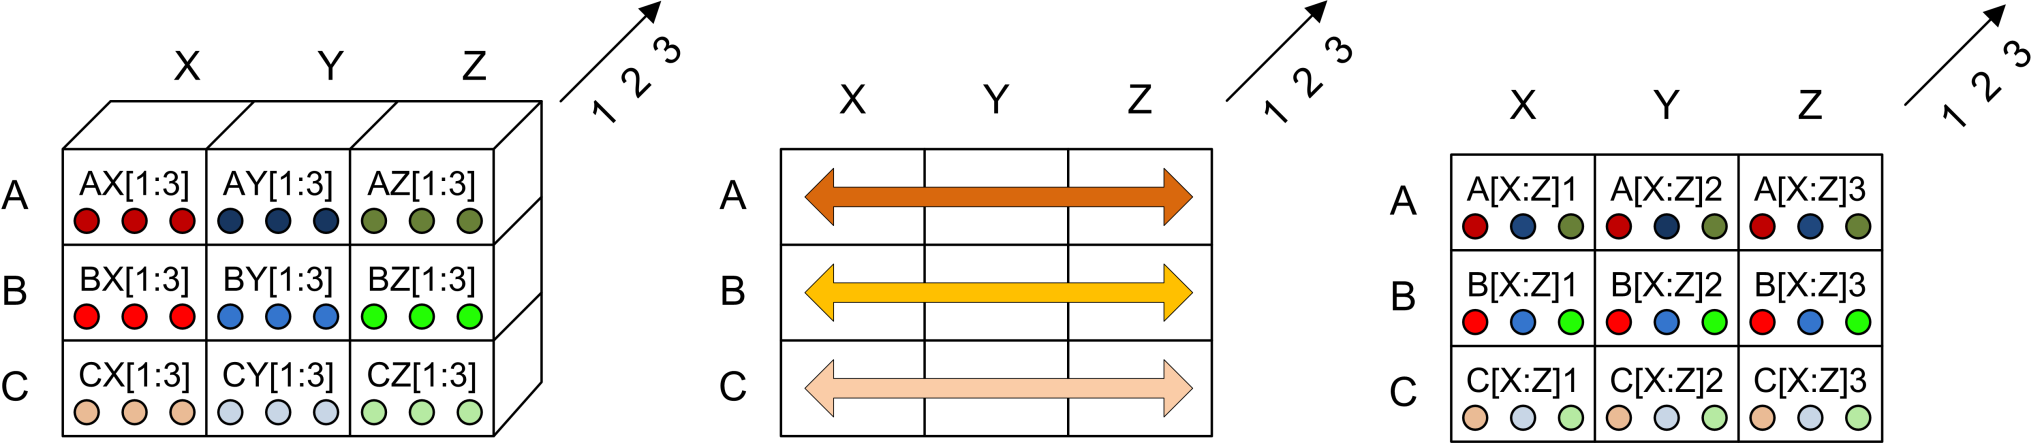 X Y Z
1 2 3
A
AX[1:3] AY[1:3] AZ[1:3]
B
BX[1:3] BY[1:3] BZ[1:3]
C
CX[1:3] CY[1:3] CZ[1:3]
X Y Z
1 2 3
A
B
C
X Y Z
1 2 3
A
A[X:Z]1 A[X:Z]2 A[X:Z]3
B
B[X:Z]1 B[X:Z]2 B[X:Z]3
C
C[X:Z]1 C[X:Z]2 C[X:Z]3